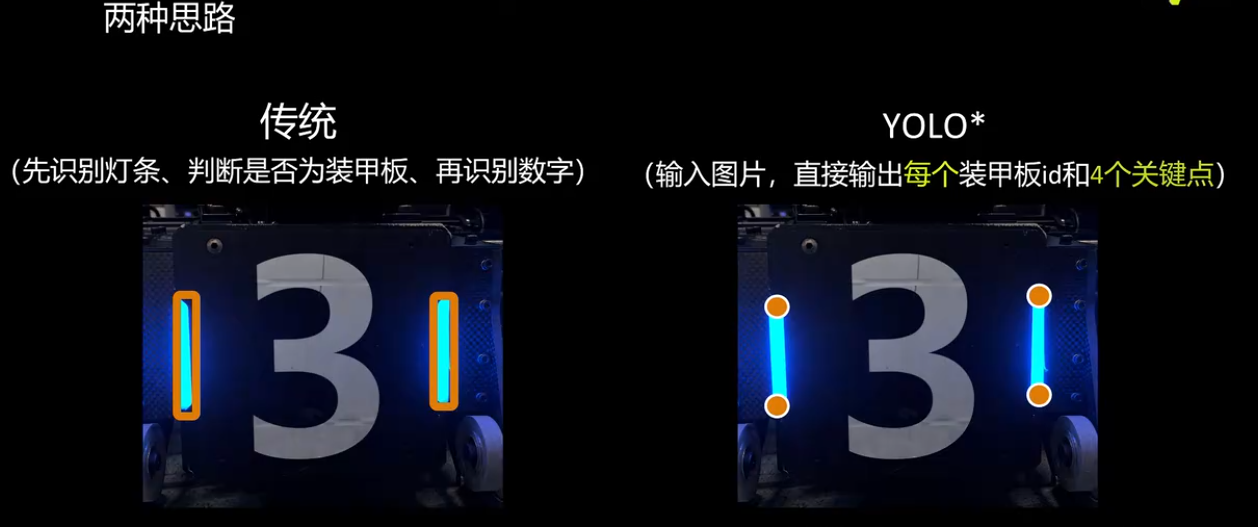 两种思路
传统
（先识别灯条、判断是否为装甲板、再识别数字）
3
YOLO*
（输入图片，直接输出每个装甲板id和4个关键点）
3